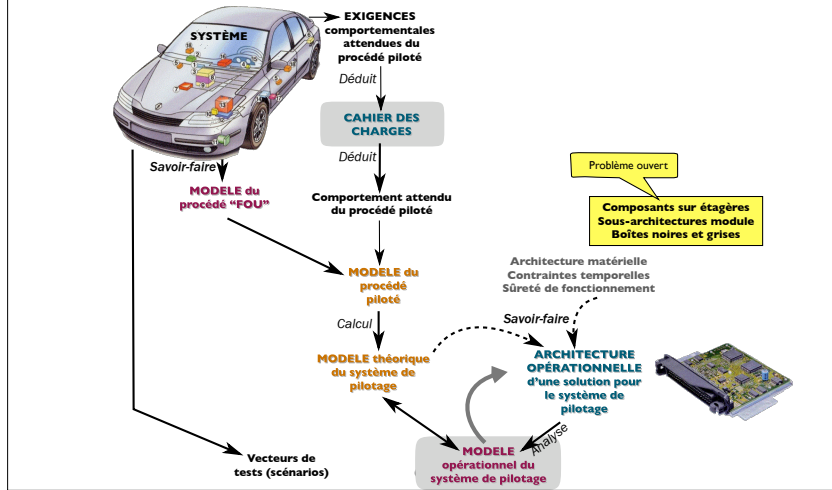 SYSTÈME
EXIGENCES
comportementales
attendues du
procédé piloté
Déduit
CAHIER DES
CHARGES
Déduit
Savoir-faire
MODELE du
procédé “FOU”
Comportement attendu
du procédé piloté
Problème ouvert
Composants sur étagères
Sous-architectures module
Boîtes noires et grises
Architecture matérielle
Contraintes temporelles
Sûreté de fonctionnement
MODELE du
procédé
piloté
Calcul
Savoir-faire
MODELE théorique
du système de
pilotage
ARCHITECTURE
OPÉRATIONNELLE
d’une solution pour
le système de
pilotage
Analyse
MODELE
opérationnel du
système de pilotage
Vecteurs de
tests (scénarios)